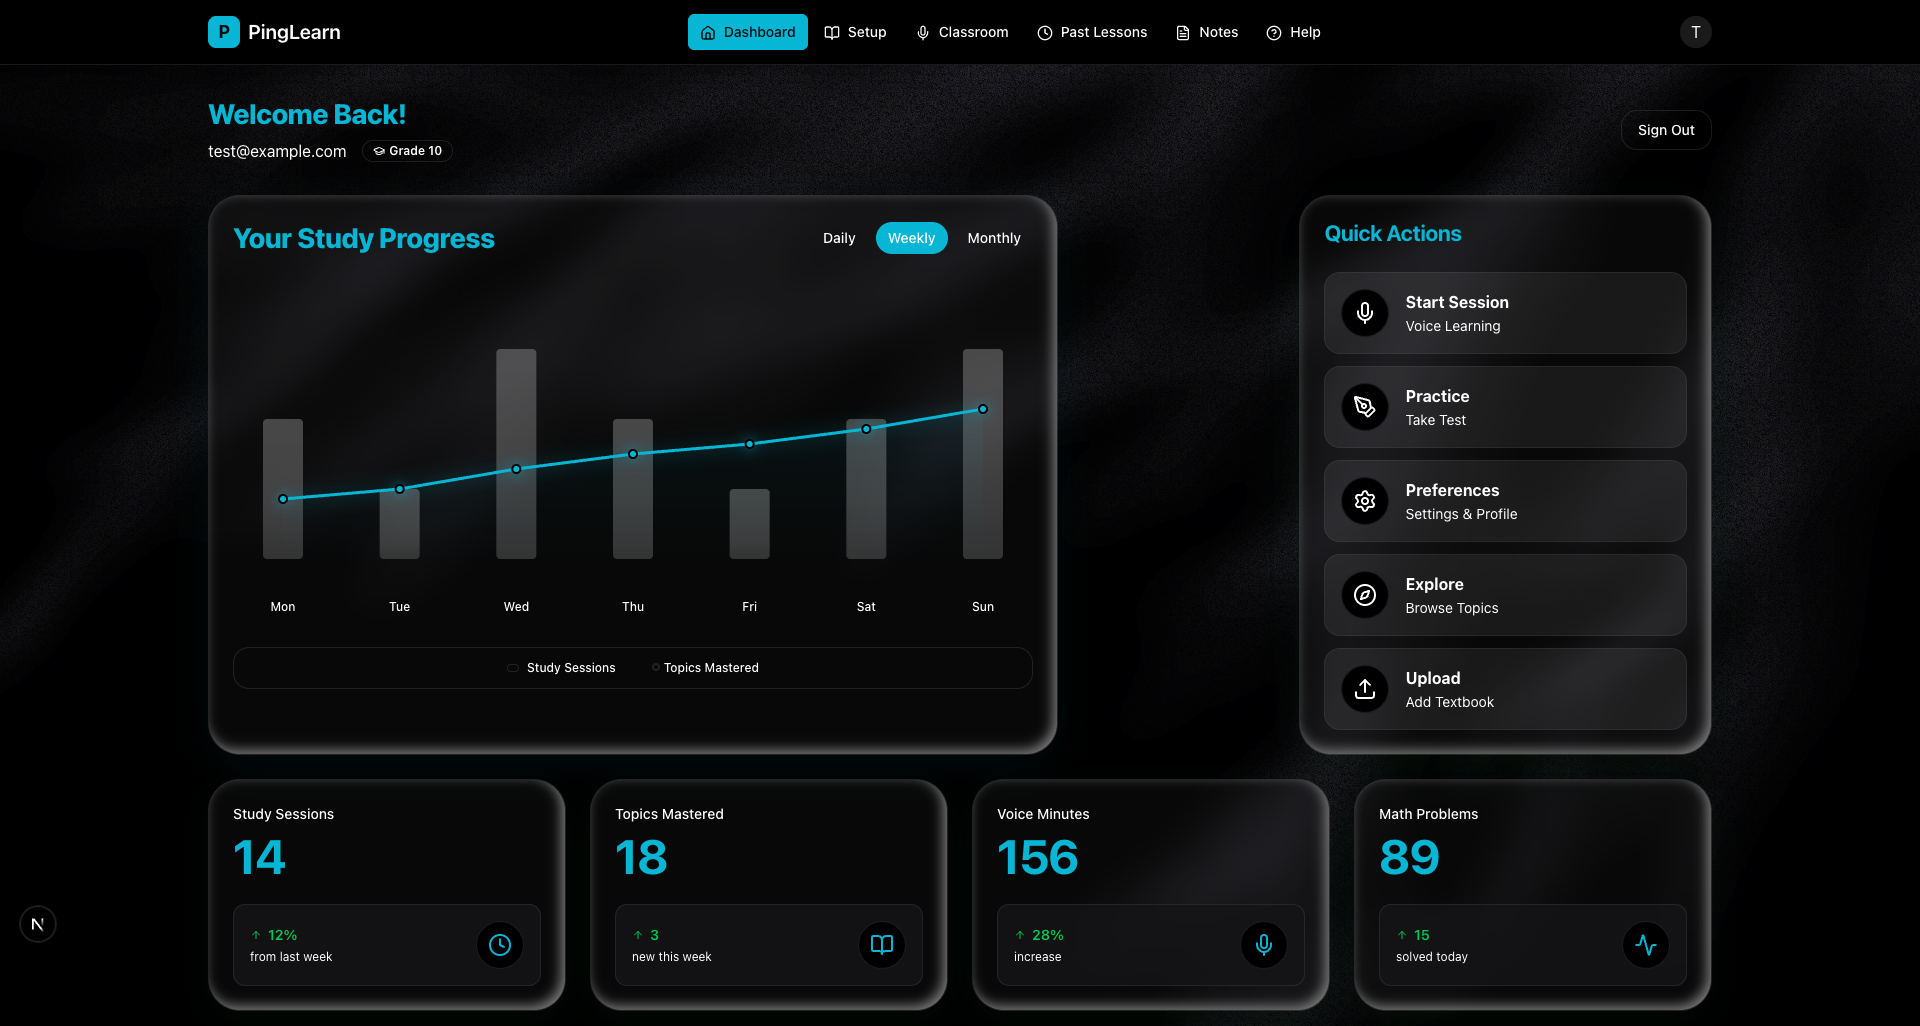 P PingLearn
Dashboard
Setup
Classroom
Past Lessons
Notes
Help
T
Welcome Back!
test@example.com
Grade 10
Sign Out
Your Study Progress
Daily
Weekly
Monthly
Mon
Tue
Wed
Thu
Fri
Sat
Sun
Study Sessions
Topics Mastered
Quick Actions
Start Session
Voice Learning
Practice
Take Test
Preferences
Settings & Profile
Explore
Browse Topics
Upload
Add Textbook
Study Sessions
14
↑ 12%
from last week
Topics Mastered
18
↑ 3
new this week
Voice Minutes
156
↑ 28%
increase
Math Problems
89
↑ 15
solved today
N